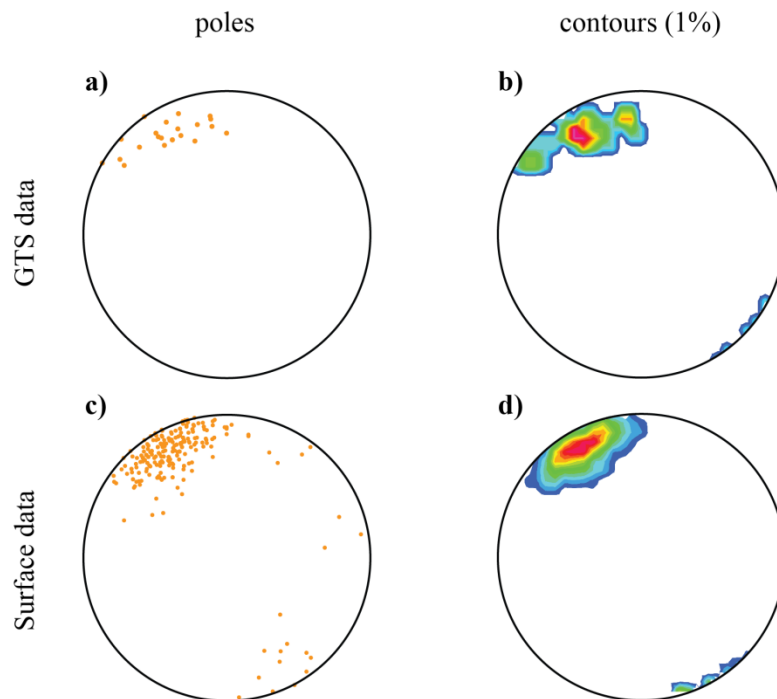 poles
contours (1%)
a)
b)
GTS data
c)
d)
Surface data